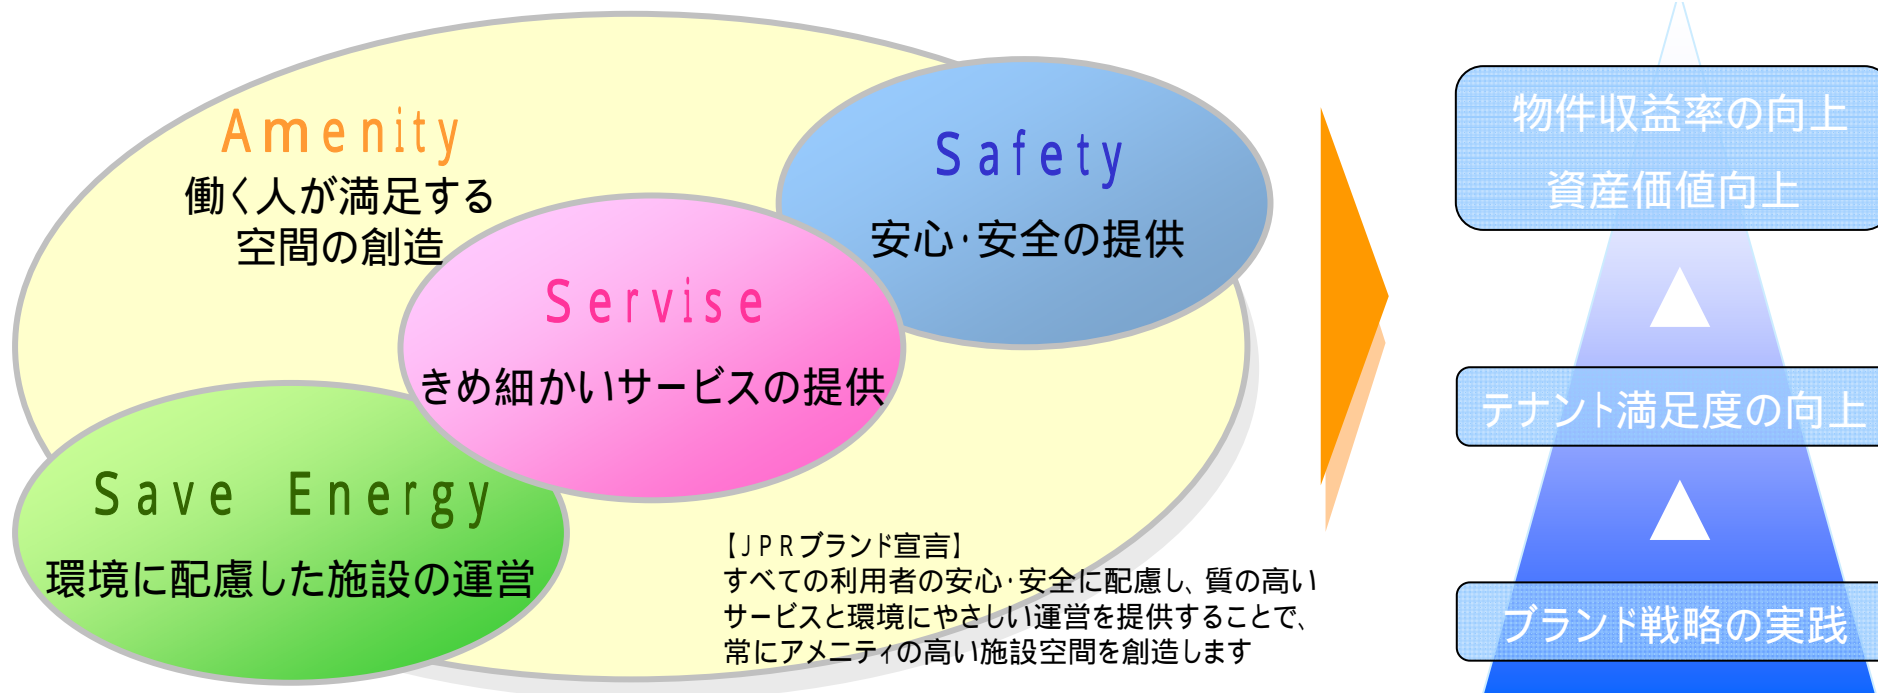 Amenity
働く人が満足する
空間の創造
Safety
安心・安全の提供
Servise
きめ細かいサービスの提供
Save Energy
環境に配慮した施設の運営
【JPRブランド宣言】
すべての利用者の安心・安全に配慮し、質の高い
サービスと環境にやさしい運営を提供することで、
常にアメニティの高い施設空間を創造します
物件収益率の向上
資産価値向上
テナント満足度の向上
ブランド戦略の実践